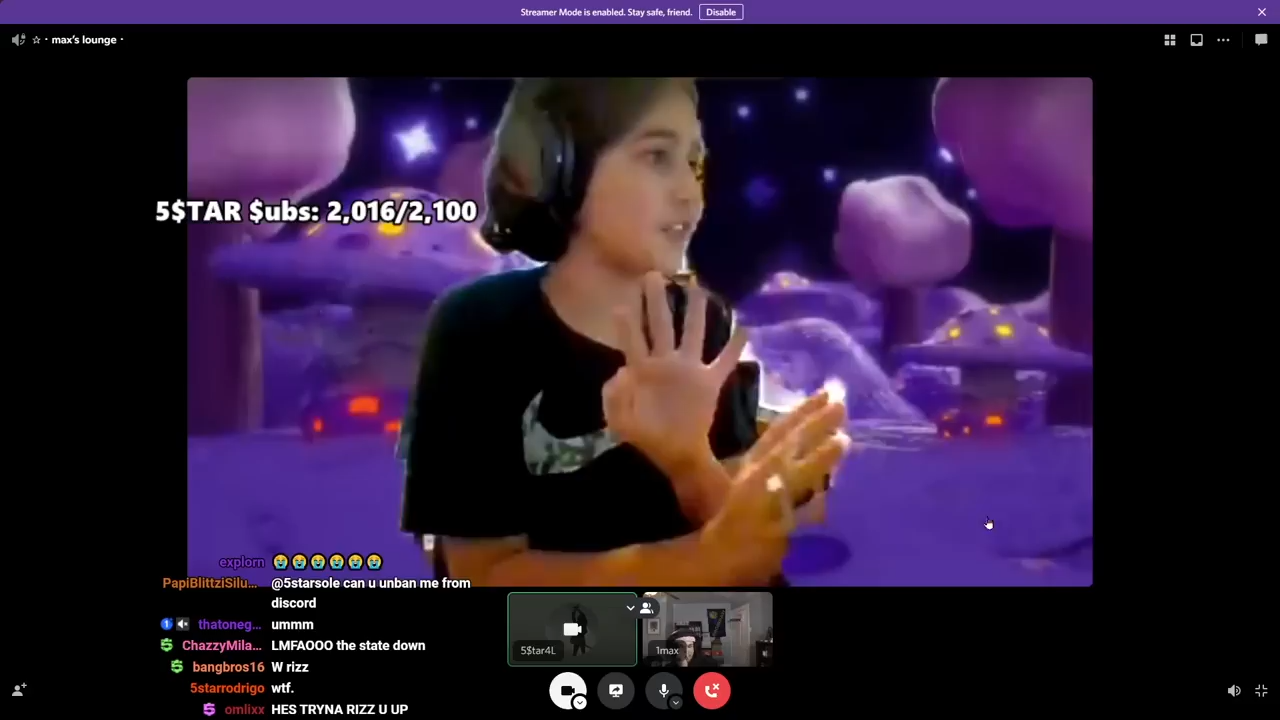 Streamer Mode is enabled. Stay safe, friend. Disable
max's lounge
5$TAR $ubs: 2,016/2,100
explorn 😭😭😭😭😭😭
PapiBlittziSilu... @5starsole can u unban me from
discord
1 thatoneg... ummm
ChazzyMila... LMFAOOO the state down
bangbros16 W rizz
5starrodrigo wtf.
omlixx HES TRYNA RIZZ U UP
5$tar4L
1max